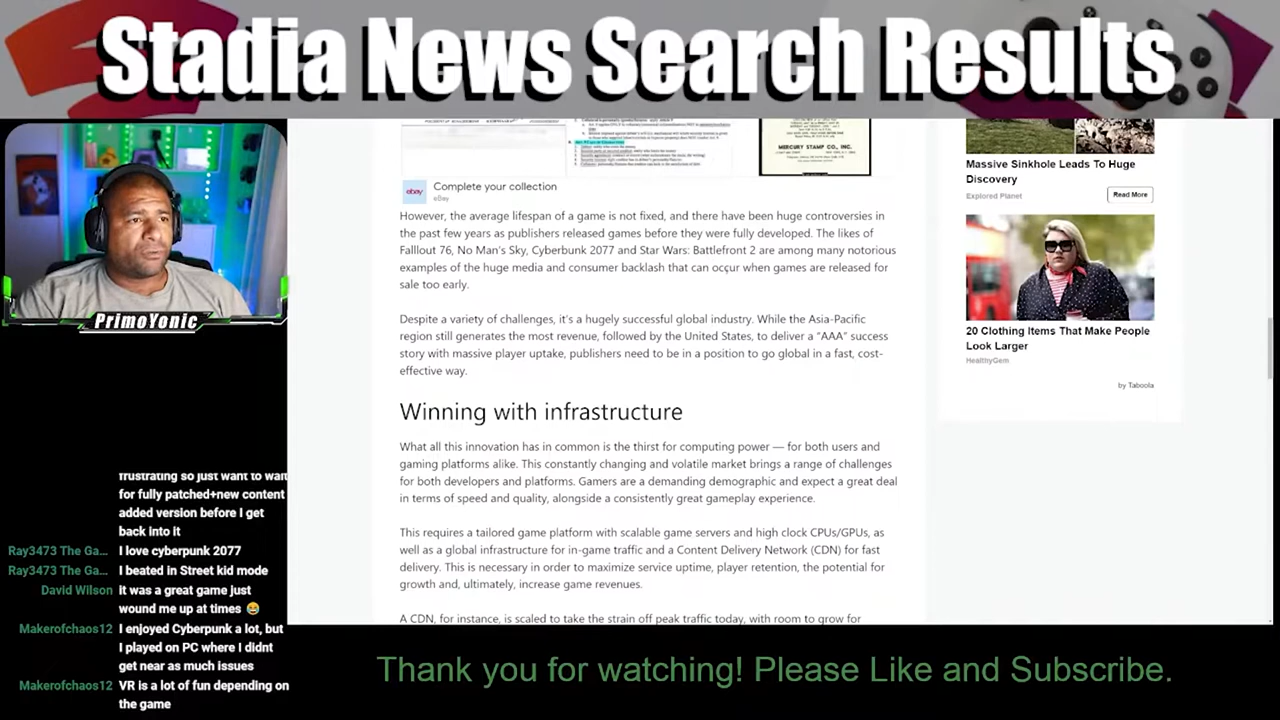 Stadia News Search Results
MERCURY STAMP CO., INC.
ebay
Complete your collection
eBay
However, the average lifespan of a game is not fixed, and there have been huge controversies in
the past few years as publishers released games before they were fully developed. The likes of
Falllout 76, No Man's Sky, Cyberbunk 2077 and Star Wars: Battlefront 2 are among many notorious
examples of the huge media and consumer backlash that can occur when games are released for
sale too early.
Despite a variety of challenges, it's a hugely successful global industry. While the Asia-Pacific
region still generates the most revenue, followed by the United States, to deliver a “AAA” success
story with massive player uptake, publishers need to be in a position to go global in a fast, cost-
effective way.
Winning with infrastructure
What all this innovation has in common is the thirst for computing power — for both users and
gaming platforms alike. This constantly changing and volatile market brings a range of challenges
for both developers and platforms. Gamers are a demanding demographic and expect a great deal
in terms of speed and quality, alongside a consistently great gameplay experience.
This requires a tailored game platform with scalable game servers and high clock CPUs/GPUs, as
well as a global infrastructure for in-game traffic and a Content Delivery Network (CDN) for fast
delivery. This is necessary in order to maximize service uptime, player retention, the potential for
growth and, ultimately, increase game revenues.
A CDN, for instance, is scaled to take the strain off peak traffic today, with room to grow for
Massive Sinkhole Leads To Huge
Discovery
Explored Planet
Read More
20 Clothing Items That Make People
Look Larger
HealthyGem
by Taboola
PrimoYonic
frustrating so just want to wait
for fully patched+new content
added version before I get
back into it
Ray3473 The Ga... I love cyberpunk 2077
Ray3473 The Ga... I beated in Street kid mode
David Wilson It was a great game just
wound me up at times 😂
Makerofchaos12 I enjoyed Cyberpunk a lot, but
I played on PC where I didnt
get near as much issues
Makerofchaos12 VR is a lot of fun depending on
the game
Thank you for watching! Please Like and Subscribe.